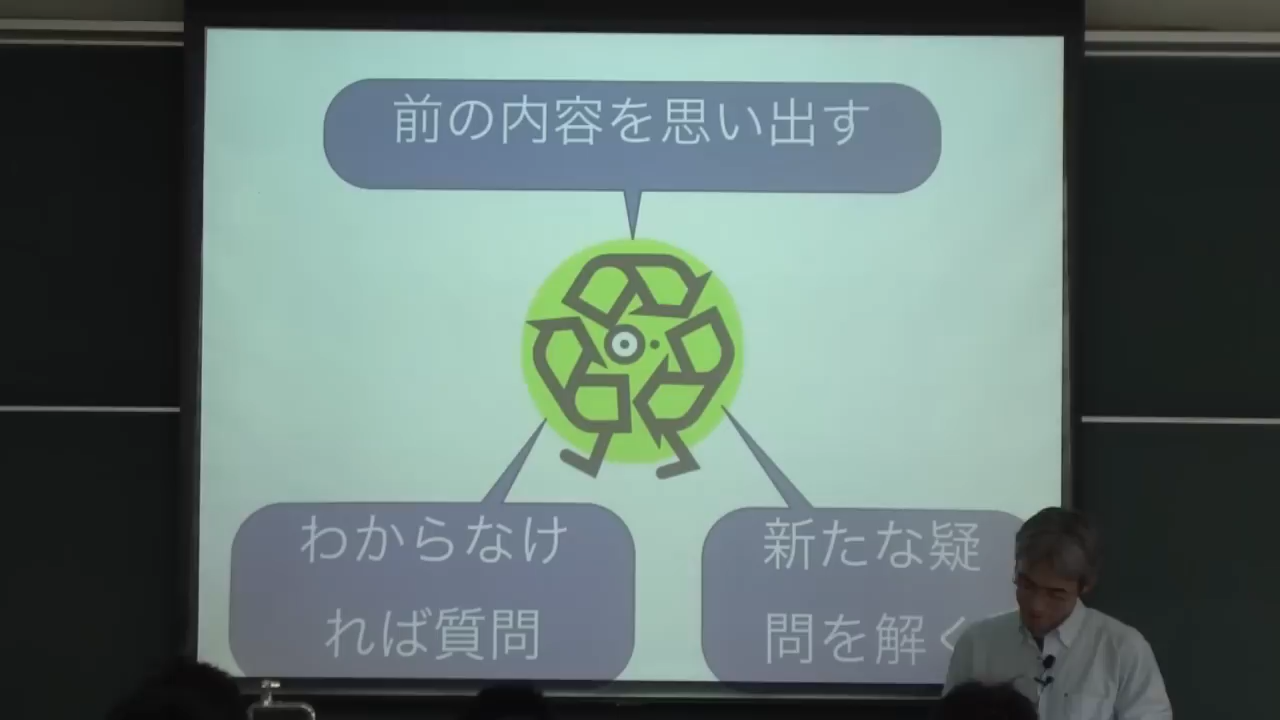 前の内容を思い出す
わからなけ
れば質問
新たな疑
問を解く